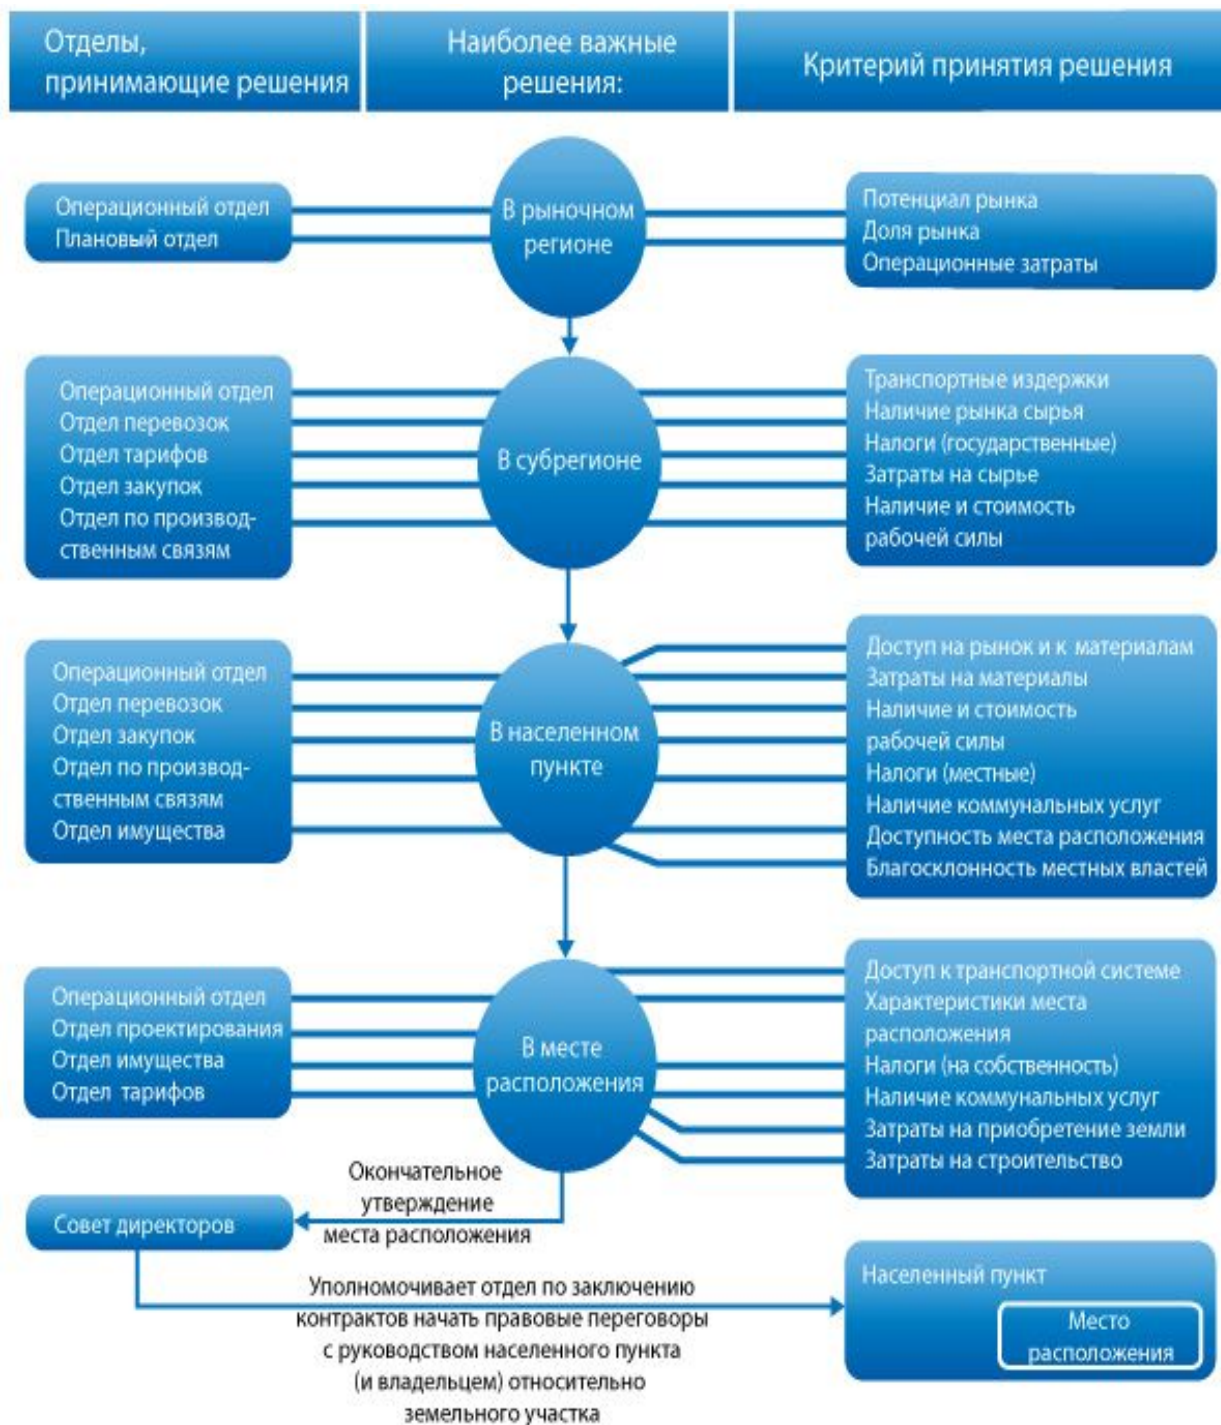 Отделы,
принимающие решения
Наиболее важные
решения:
Критерий принятия решения
Операционный отдел
Плановый отдел
В рыночном
регионе
Потенциал рынка
Доля рынка
Операционные затраты
Операционный отдел
Отдел перевозок
Отдел тарифов
Отдел закупок
Отдел по производ-
ственным связям
В субрегионе
Транспортные издержки
Наличие рынка сырья
Налоги (государственные)
Затраты на сырье
Наличие и стоимость
рабочей силы
Операционный отдел
Отдел перевозок
Отдел закупок
Отдел по производ-
ственным связям
Отдел имущества
В населенном
пункте
Доступ на рынок и к материалам
Затраты на материалы
Наличие и стоимость
рабочей силы
Налоги (местные)
Наличие коммунальных услуг
Доступность места расположения
Благосклонность местных властей
Операционный отдел
Отдел проектирования
Отдел имущества
Отдел тарифов
В месте
расположения
Доступ к транспортной системе
Характеристики места
расположения
Налоги (на собственность)
Наличие коммунальных услуг
Затраты на приобретение земли
Затраты на строительство
Окончательное
утверждение
места расположения
Совет директоров
Уполномочивает отдел по заключению
контрактов начать правовые переговоры
с руководством населенного пункта
(и владельцем) относительно
земельного участка
Населенный пункт
Место
расположения